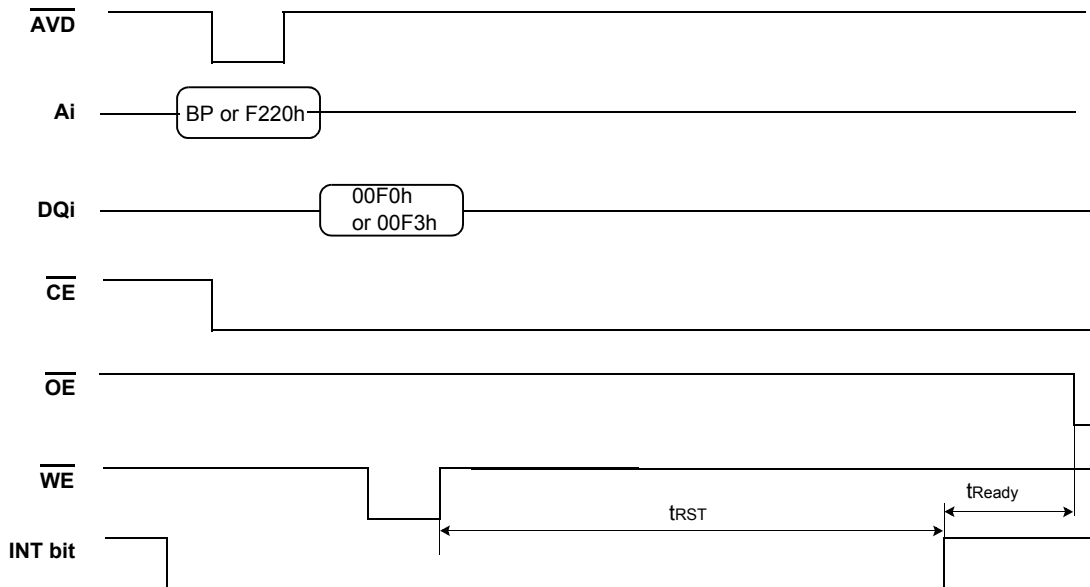 AVD
Ai
BP or F220h
DQi
00F0h
or 00F3h
CE
OE
WE
tReady
tRST
INT bit